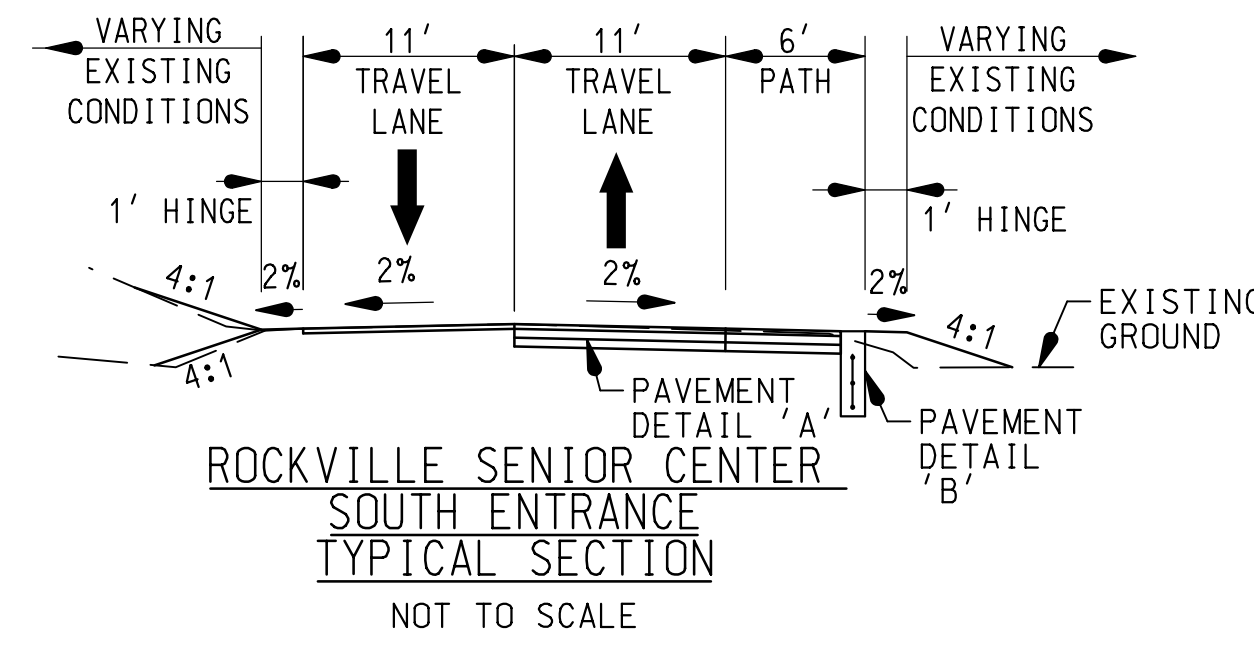 VARYING
EXISTING
CONDITIONS
11'
TRAVEL
LANE
11'
TRAVEL
LANE
6'
PATH
VARYING
EXISTING
CONDITIONS
1' HINGE
1' HINGE
4:1
2%
2%
2%
2%
4:1
4:1
EXISTING
GROUND
PAVEMENT
DETAIL 'A'
PAVEMENT
DETAIL
'B'
ROCKVILLE SENIOR CENTER
SOUTH ENTRANCE
TYPICAL SECTION
NOT TO SCALE